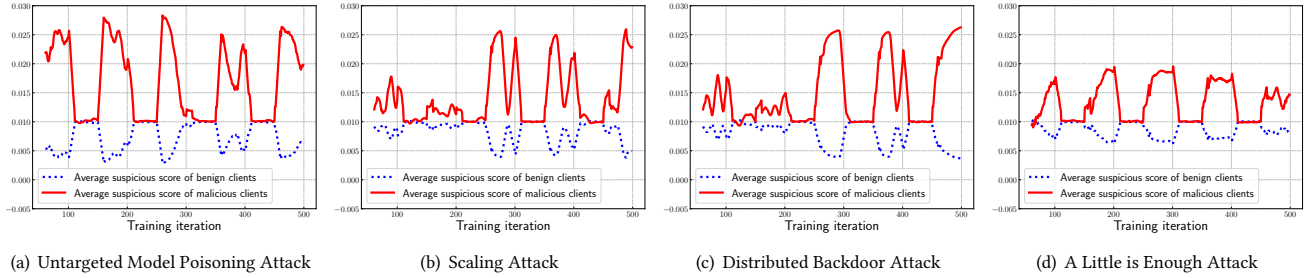 0.030
0.025
0.020
0.015
0.010
0.005
0.000
−0.005
Average suspicious score of benign clients
Average suspicious score of malicious clients
100 200 300 400 500
Training iteration
(a) Untargeted Model Poisoning Attack
0.030
0.025
0.020
0.015
0.010
0.005
0.000
−0.005
Average suspicious score of benign clients
Average suspicious score of malicious clients
100 200 300 400 500
Training iteration
(b) Scaling Attack
0.030
0.025
0.020
0.015
0.010
0.005
0.000
−0.005
Average suspicious score of benign clients
Average suspicious score of malicious clients
100 200 300 400 500
Training iteration
(c) Distributed Backdoor Attack
0.030
0.025
0.020
0.015
0.010
0.005
0.000
−0.005
Average suspicious score of benign clients
Average suspicious score of malicious clients
100 200 300 400 500
Training iteration
(d) A Little is Enough Attack